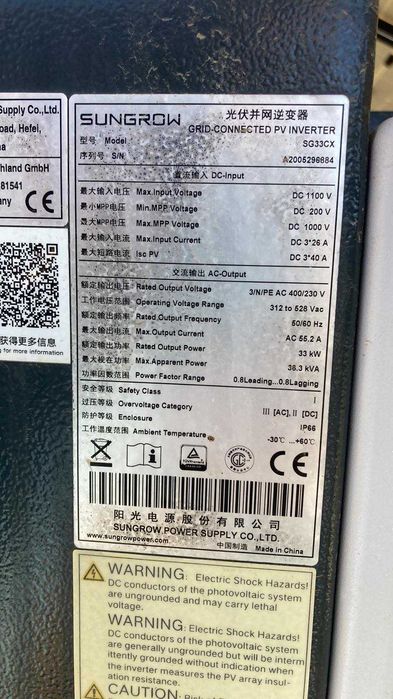 Supply Co.,Ltd.
oad, Hefei,
na
hland GmbH
81541
any CE
获得更多信息
g for more information
SUNGROW 光伏并网逆变器
GRID-CONNECTED PV INVERTER
型号 Model SG33CX
序列号 S/N A2005296884
直流输入 DC-Input
最大输入电压 Max.Input Voltage DC 1100 V
最小MPP电压 Min.MPP Voltage DC 200 V
最大MPP电压 Max.MPP Voltage DC 1000 V
最大输入电流 Max.Input Current DC 3*26 A
最大短路电流 Isc PV DC 3*40 A
交流输出 AC-Output
额定输出电压 Rated Output Voltage 3/N/PE AC 400/230 V
工作电压范围 Operating Voltage Range 312 to 528 Vac
额定输出频率 Rated.Output Frequency 50/60 Hz
最大输出电流 Max.Output Current AC 55.2 A
额定输出功率 Rated Output Power 33 kW
最大视在功率 Max.Apparent Power 36.3 kVA
功率因数范围 Power Factor Range 0.8Leading...0.8Lagging
安全等级 Safety Class I
过压等级 Overvoltage Category III [AC], II [DC]
防护等级 Enclosure IP66
工作温度范围 Ambient Temperature -30℃ ...+60℃
CE
阳光电源股份有限公司
SUNGROW POWER SUPPLY CO., LTD.
www.sungrowpower.com 中国制造 Made in China
WARNING: Electric Shock Hazards!
DC conductors of the photovoltaic system
are ungrounded and may carry lethal
voltage.
WARNING: Electric Shock Hazards!
DC conductors of the photovoltaic system
are generally ungrounded but will be interm
ittently grounded without indication when
the inverter measures the PV array insul-
ation resistance.
CAUTION: